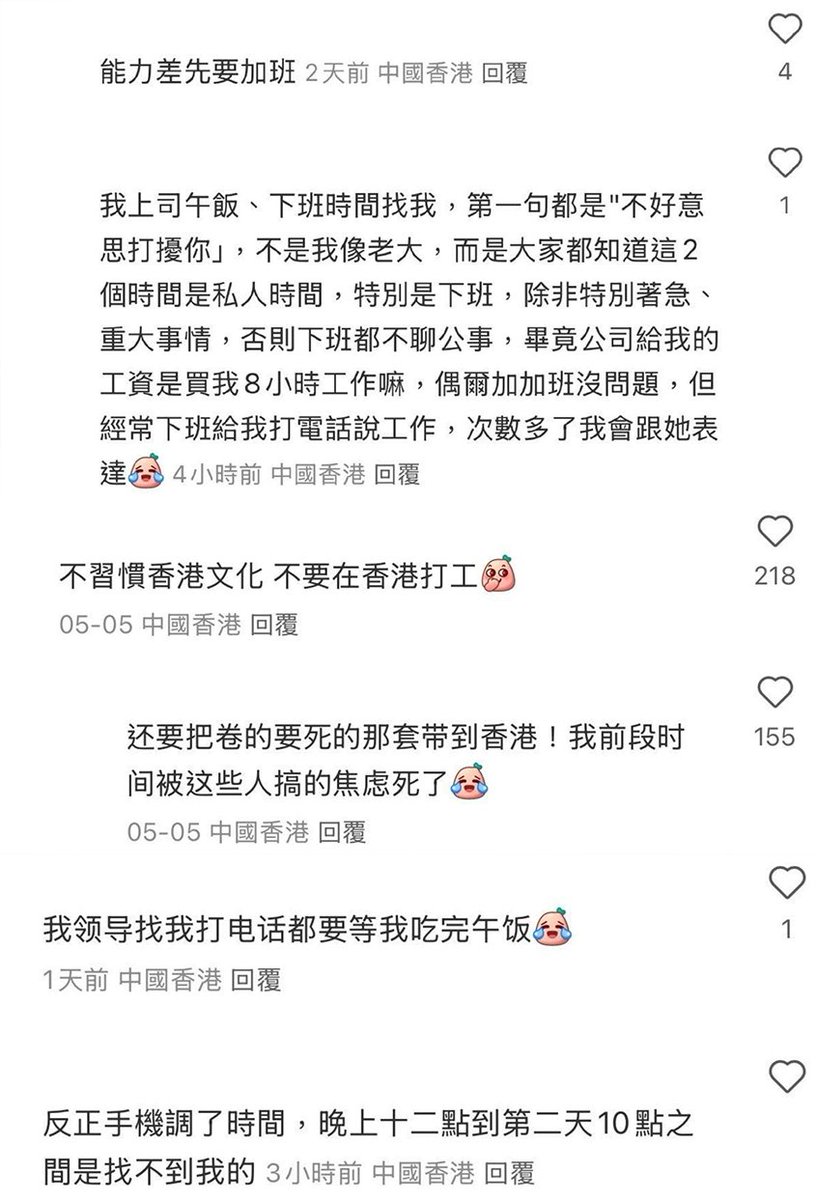 能力差先要加班 2天前 中國香港 回覆
4
我上司午飯、下班時間找我，第一句都是"不好意
思打擾你」，不是我像老大，而是大家都知道這2
個時間是私人時間，特別是下班，除非特別著急、
重大事情，否則下班都不聊公事，畢竟公司給我的
工資是買我8小時工作嘛，偶爾加加班沒問題，但
經常下班給我打電話說工作，次數多了我會跟她表
達 4小時前 中國香港 回覆
1
不習慣香港文化 不要在香港打工
05-05 中國香港 回覆
218
还要把卷的要死的那套带到香港！我前段时
间被这些人搞的焦虑死了
05-05 中國香港 回覆
155
我领导找我打电话都要等我吃完午饭
1天前 中國香港 回覆
1
反正手機調了時間，晚上十二點到第二天10點之
間是找不到我的 3小時前 中國香港 回覆